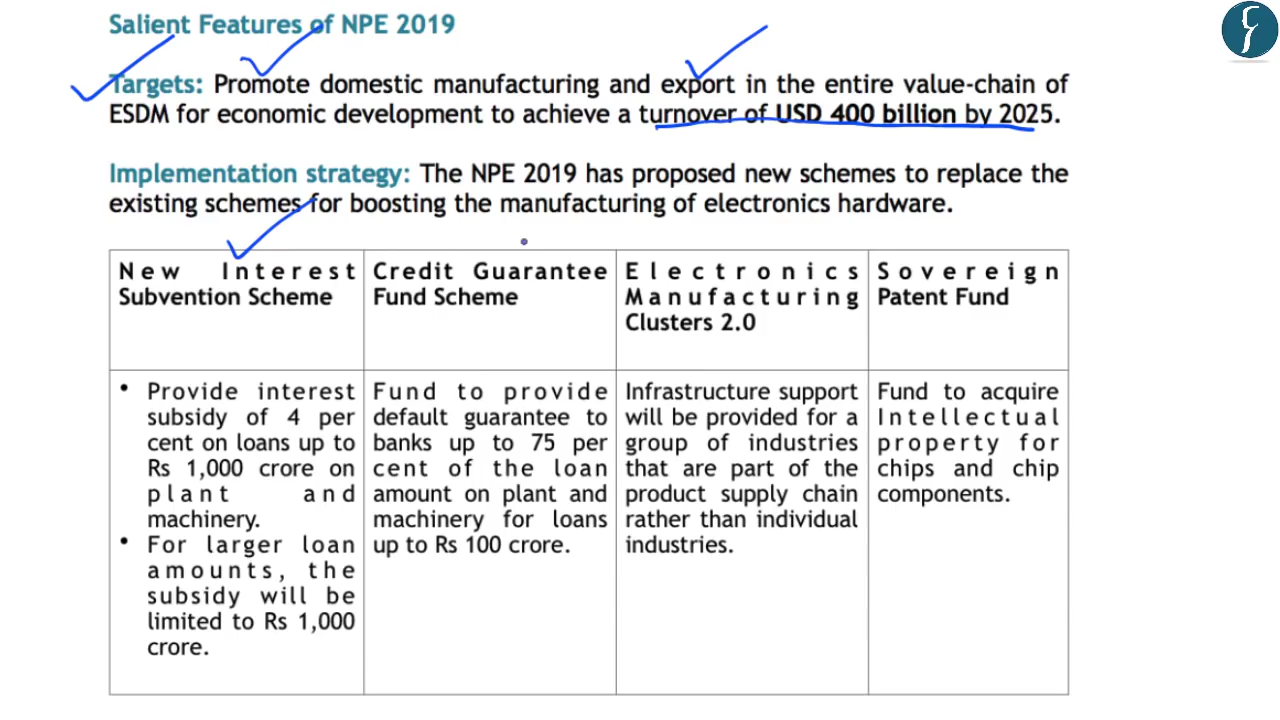 Salient Features of NPE 2019
Targets: Promote domestic manufacturing and export in the entire value-chain of
ESDM for economic development to achieve a turnover of USD 400 billion by 2025.
Implementation strategy: The NPE 2019 has proposed new schemes to replace the
existing schemes for boosting the manufacturing of electronics hardware.
New Interest
Subvention Scheme
Credit Guarantee
Fund Scheme
Electronics
Manufacturing
Clusters 2.0
Sovereign
Patent Fund
• Provide interest
subsidy of 4 per
cent on loans up to
Rs 1,000 crore on
plant and
machinery.
• For larger loan
amounts, the
subsidy will be
limited to Rs 1,000
crore.
Fund to provide
default guarantee to
banks up to 75 per
cent of the loan
amount on plant and
machinery for loans
up to Rs 100 crore.
Infrastructure support
will be provided for a
group of industries
that are part of the
product supply chain
rather than individual
industries.
Fund to acquire
Intellectual
property for
chips and chip
components.